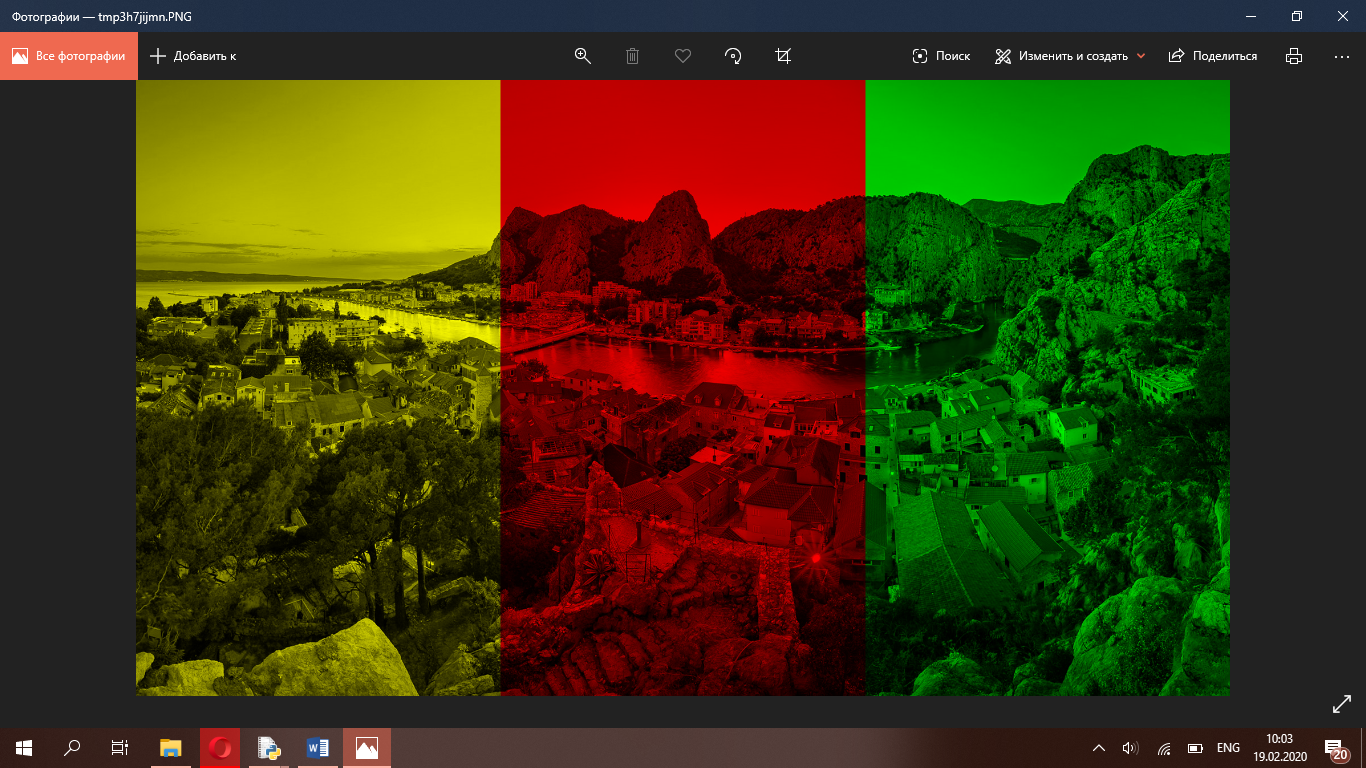 Фотографии — tmp3h7jijmn.PNG
Все фотографии
Добавить к
Поиск
Изменить и создать
Поделиться
ENG
10:03
19.02.2020
20